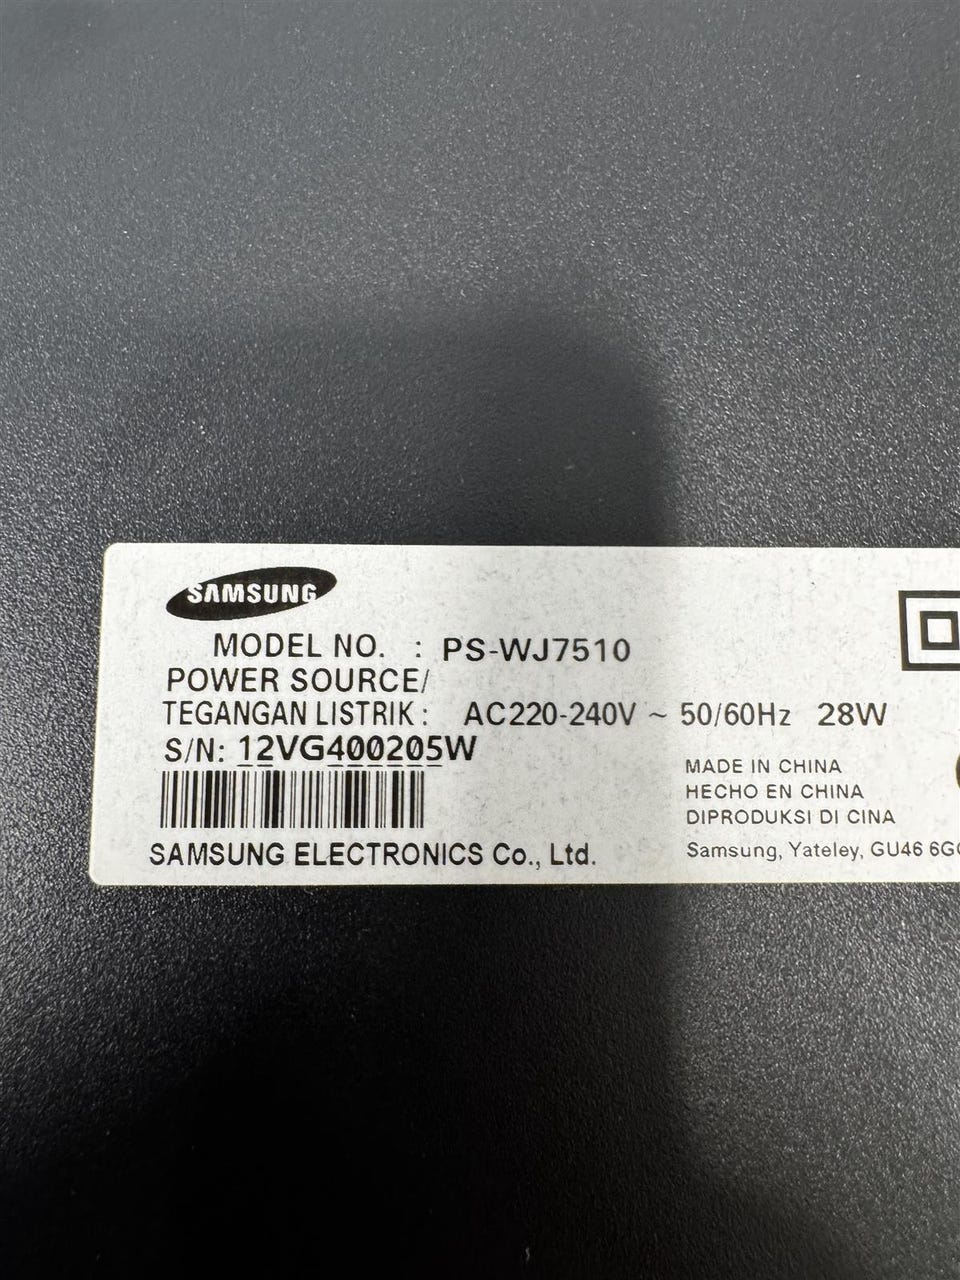 SAMSUNG
MODEL NO. : PS-WJ7510
POWER SOURCE/
TEGANGAN LISTRIK : AC220-240V ~ 50/60Hz 28W
S/N: 12VG400205W
MADE IN CHINA
HECHO EN CHINA
DIPRODUKSI DI CINA
SAMSUNG ELECTRONICS Co., Ltd.
Samsung, Yateley, GU46 6G